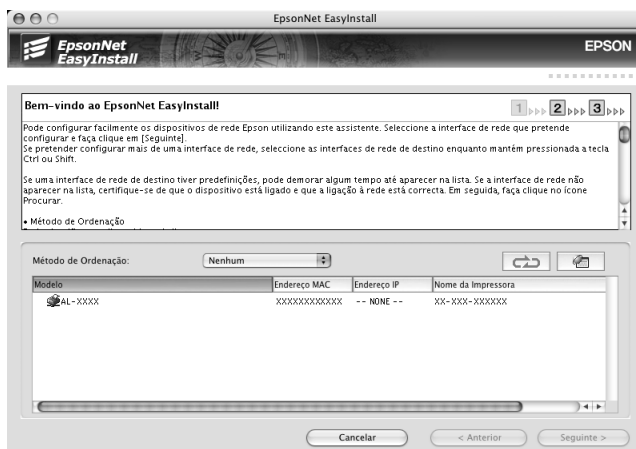 EpsonNet EasyInstall
EpsonNet
EasyInstall
EPSON
Bem-vindo ao EpsonNet EasyInstall!
1 2 3
Pode configurar facilmente os dispositivos de rede Epson utilizando este assistente. Seleccione a interface de rede que pretende
configurar e faça clique em [Seguinte].
Se pretender configurar mais de uma interface de rede, seleccione as interfaces de rede de destino enquanto mantém pressionada a tecla
Ctrl ou Shift.
Se uma interface de rede de destino tiver predefinições, pode demorar algum tempo até aparecer na lista. Se a interface de rede não
aparecer na lista, certifique-se de que o dispositivo está ligado e que a ligação à rede está correcta. Em seguida, faça clique no ícone
Procurar.
• Método de Ordenação
Método de Ordenação: Nenhum
Modelo Endereço MAC Endereço IP Nome da Impressora
AL-XXXX XXXXXXXXXXXX -- NONE -- XX-XXX-XXXXXX
Cancelar < Anterior Seguinte >